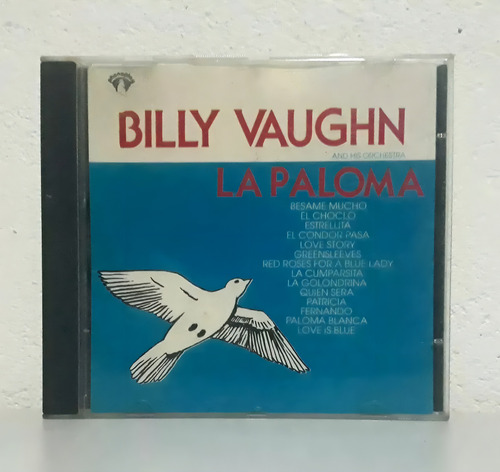 BILLY VAUGHN
AND HIS ORCHESTRA
LA PALOMA
BESAME MUCHO
EL CHOCLO
ESTRELLITA
EL CONDOR PASA
LOVE STORY
GREENSLEEVES
RED ROSES FOR A BLUE LADY
LA CUMPARSITA
LA GOLONDRINA
QUIEN SERA
PATRICIA
FERNANDO
PALOMA BLANCA
LOVE IS BLUE